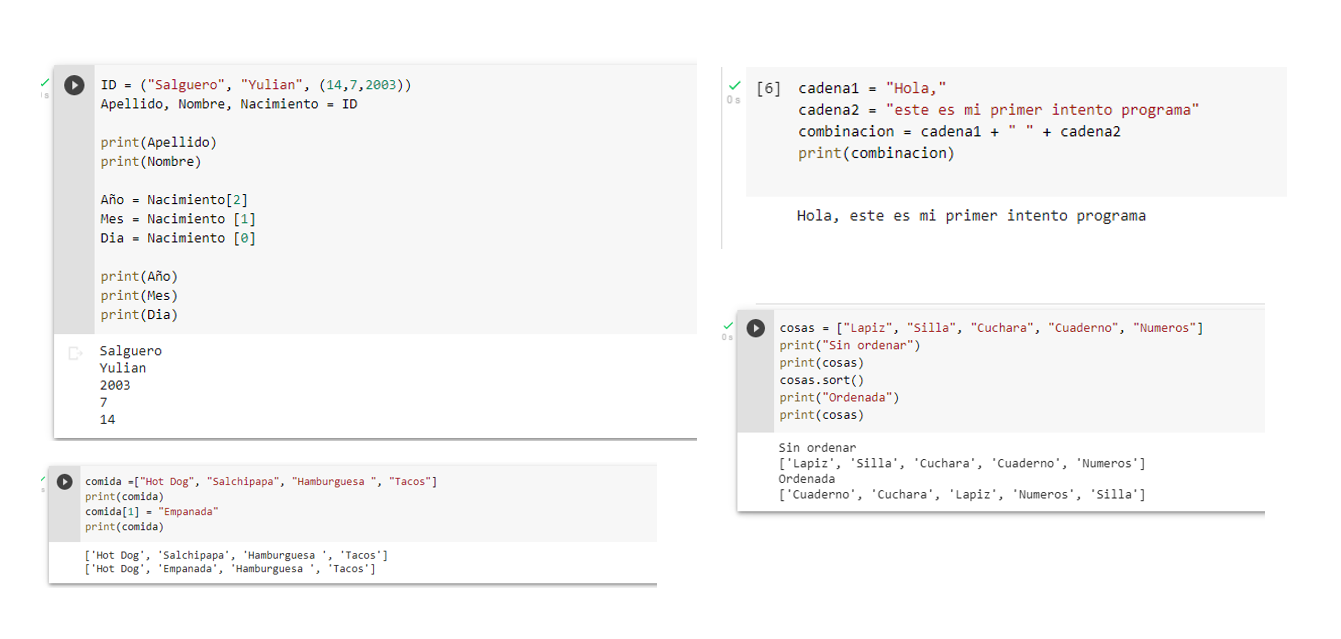 ID = ("Salguero", "Yulian", (14,7,2003))
Apellido, Nombre, Nacimiento = ID
print(Apellido)
print(Nombre)
Año = Nacimiento[2]
Mes = Nacimiento [1]
Dia = Nacimiento [0]
print(Año)
print(Mes)
print(Dia)
Salguero
Yulian
2003
7
14
comida =["Hot Dog", "Salchipapa", "Hamburguesa ", "Tacos"]
print(comida)
comida[1] = "Empanada"
print(comida)
['Hot Dog', 'Salchipapa', 'Hamburguesa ', 'Tacos']
['Hot Dog', 'Empanada', 'Hamburguesa ', 'Tacos']
0s
[6] cadena1 = "Hola,"
cadena2 = "este es mi primer intento programa"
combinacion = cadena1 + " " + cadena2
print(combinacion)
Hola, este es mi primer intento programa
0s
cosas = ["Lapiz", "Silla", "Cuchara", "Cuaderno", "Numeros"]
print("Sin ordenar")
print(cosas)
cosas.sort()
print("Ordenada")
print(cosas)
Sin ordenar
['Lapiz', 'Silla', 'Cuchara', 'Cuaderno', 'Numeros']
Ordenada
['Cuaderno', 'Cuchara', 'Lapiz', 'Numeros', 'Silla']